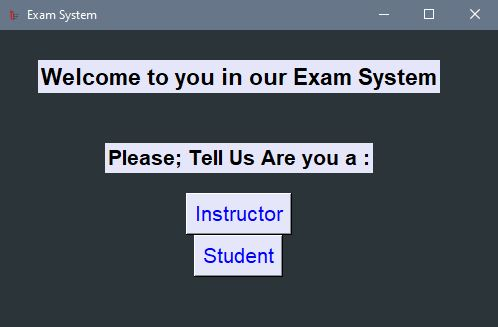 Exam System
Welcome to you in our Exam System
Please; Tell Us Are you a :
Instructor
Student